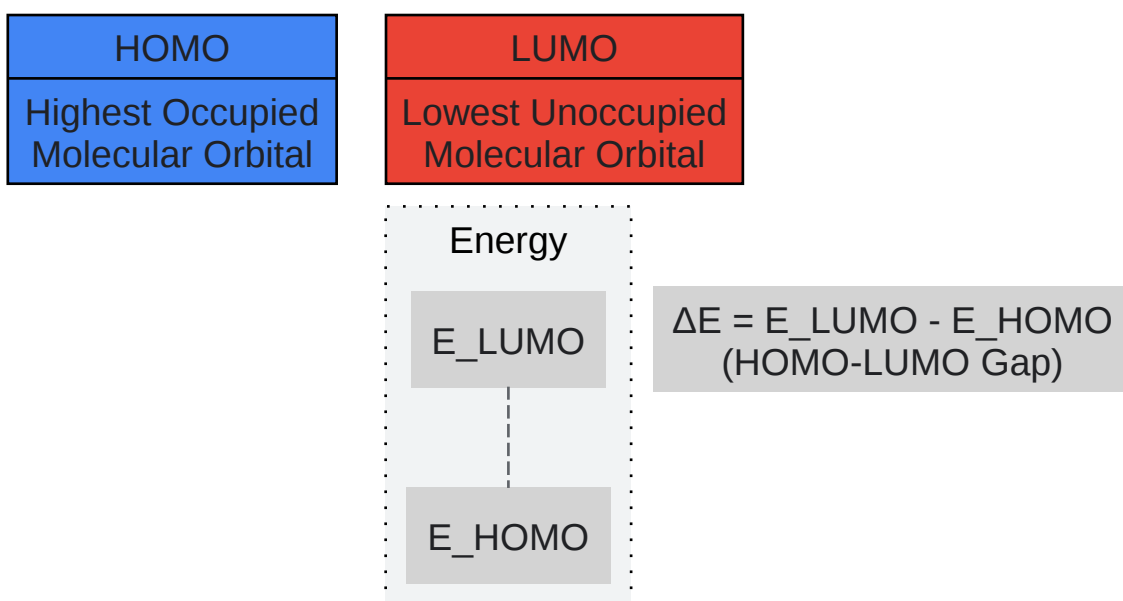 HOMO
Highest Occupied
Molecular Orbital
LUMO
Lowest Unoccupied
Molecular Orbital
Energy
E_LUMO
E_HOMO
ΔE = E_LUMO - E_HOMO
(HOMO-LUMO Gap)